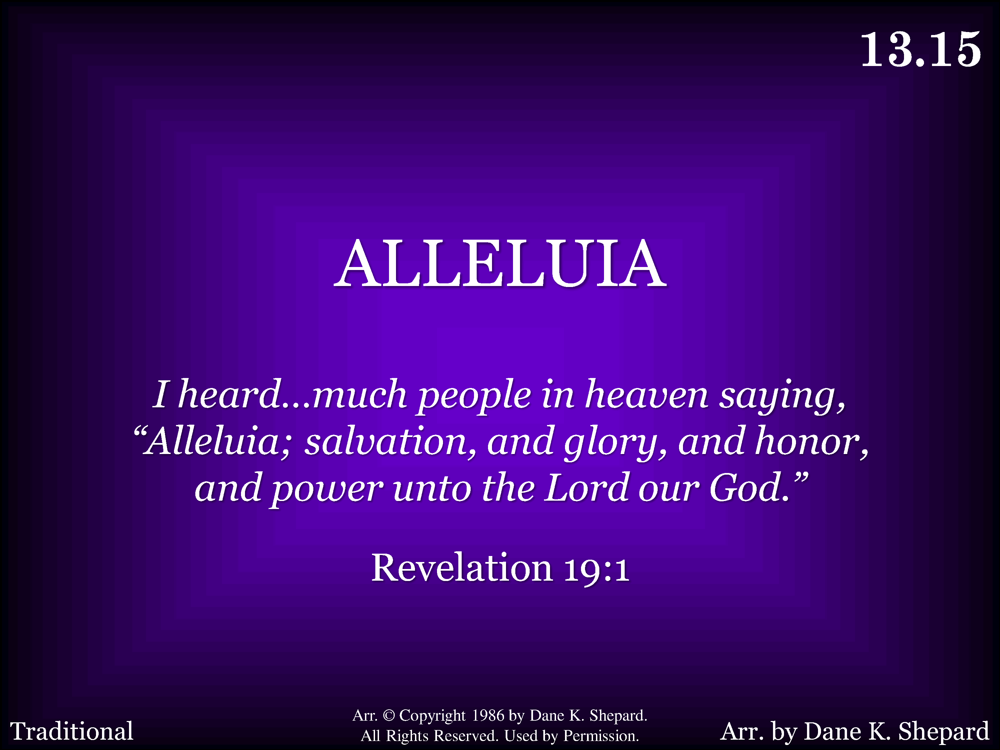 13.15
ALLELUIA
I heard…much people in heaven saying,
“Alleluia; salvation, and glory, and honor,
and power unto the Lord our God.”
Revelation 19:1
Traditional
Arr. © Copyright 1986 by Dane K. Shepard.
All Rights Reserved. Used by Permission.
Arr. by Dane K. Shepard